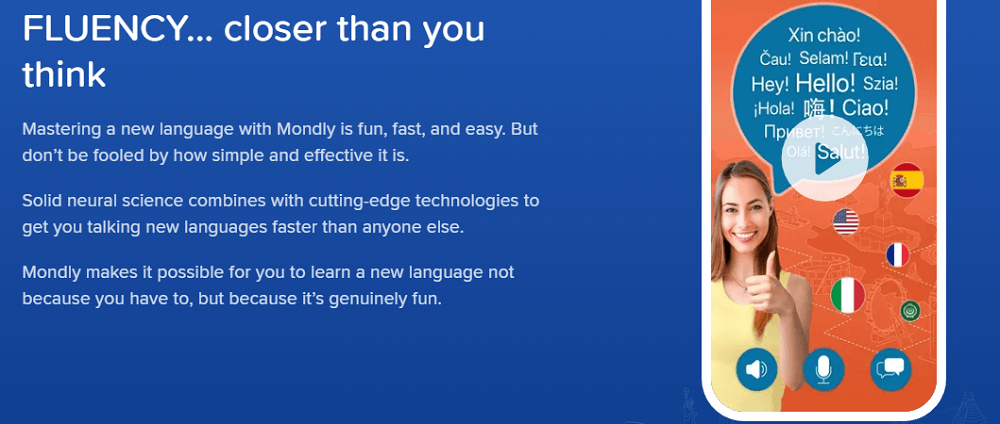 FLUENCY... closer than you
think
Mastering a new language with Mondly is fun, fast, and easy. But
don’t be fooled by how simple and effective it is.
Solid neural science combines with cutting-edge technologies to
get you talking new languages faster than anyone else.
Mondly makes it possible for you to learn a new language not
because you have to, but because it’s genuinely fun.
Xin chào!
Čau! Selam! Γεια!
Hey! Hello! Szia!
¡Hola! 嗨! Ciao!
Привет! こんにちは
Olá! Salut!